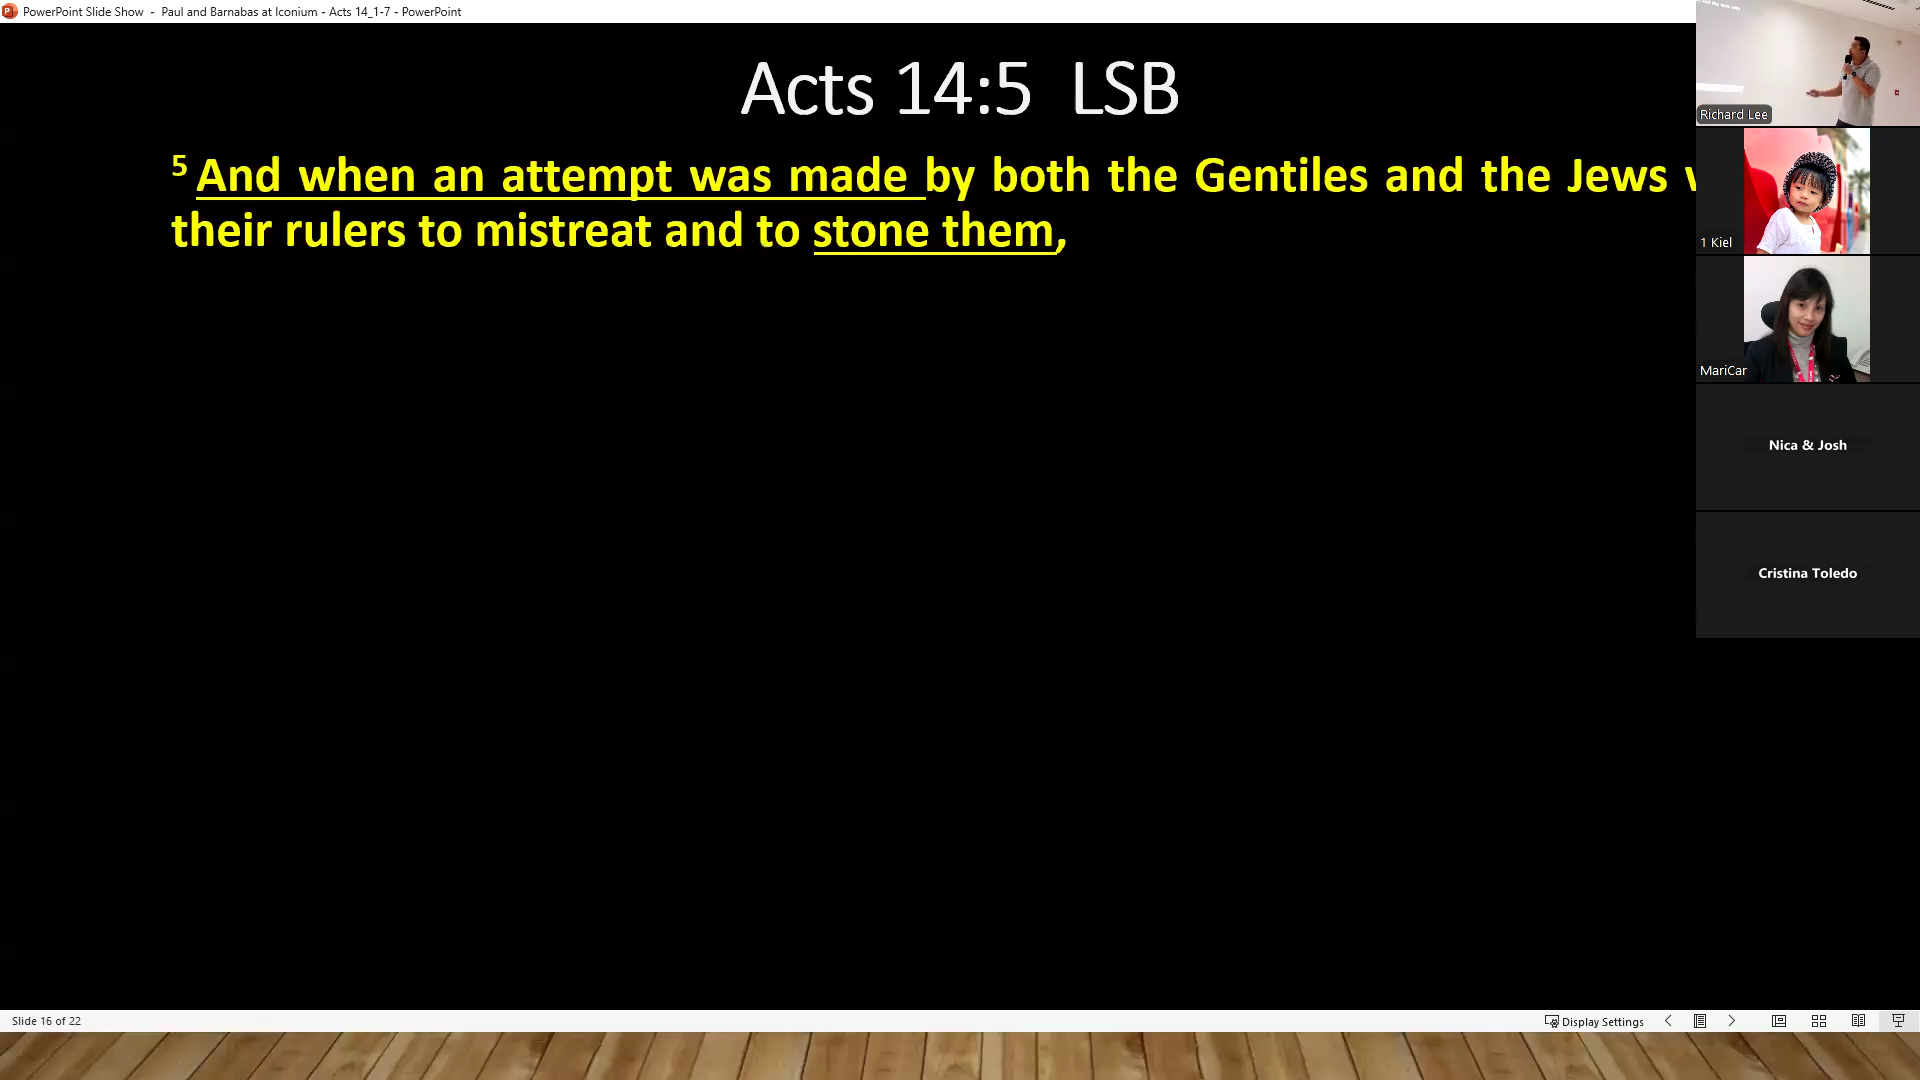 PowerPoint Slide Show - Paul and Barnabas at Iconium - Acts 14_1-7 - PowerPoint
Acts 14:5 LSB
5 And when an attempt was made by both the Gentiles and the Jews
their rulers to mistreat and to stone them,
Richard Lee
1 Kiel
MariCar
Nica & Josh
Cristina Toledo
Slide 16 of 22
Display Settings